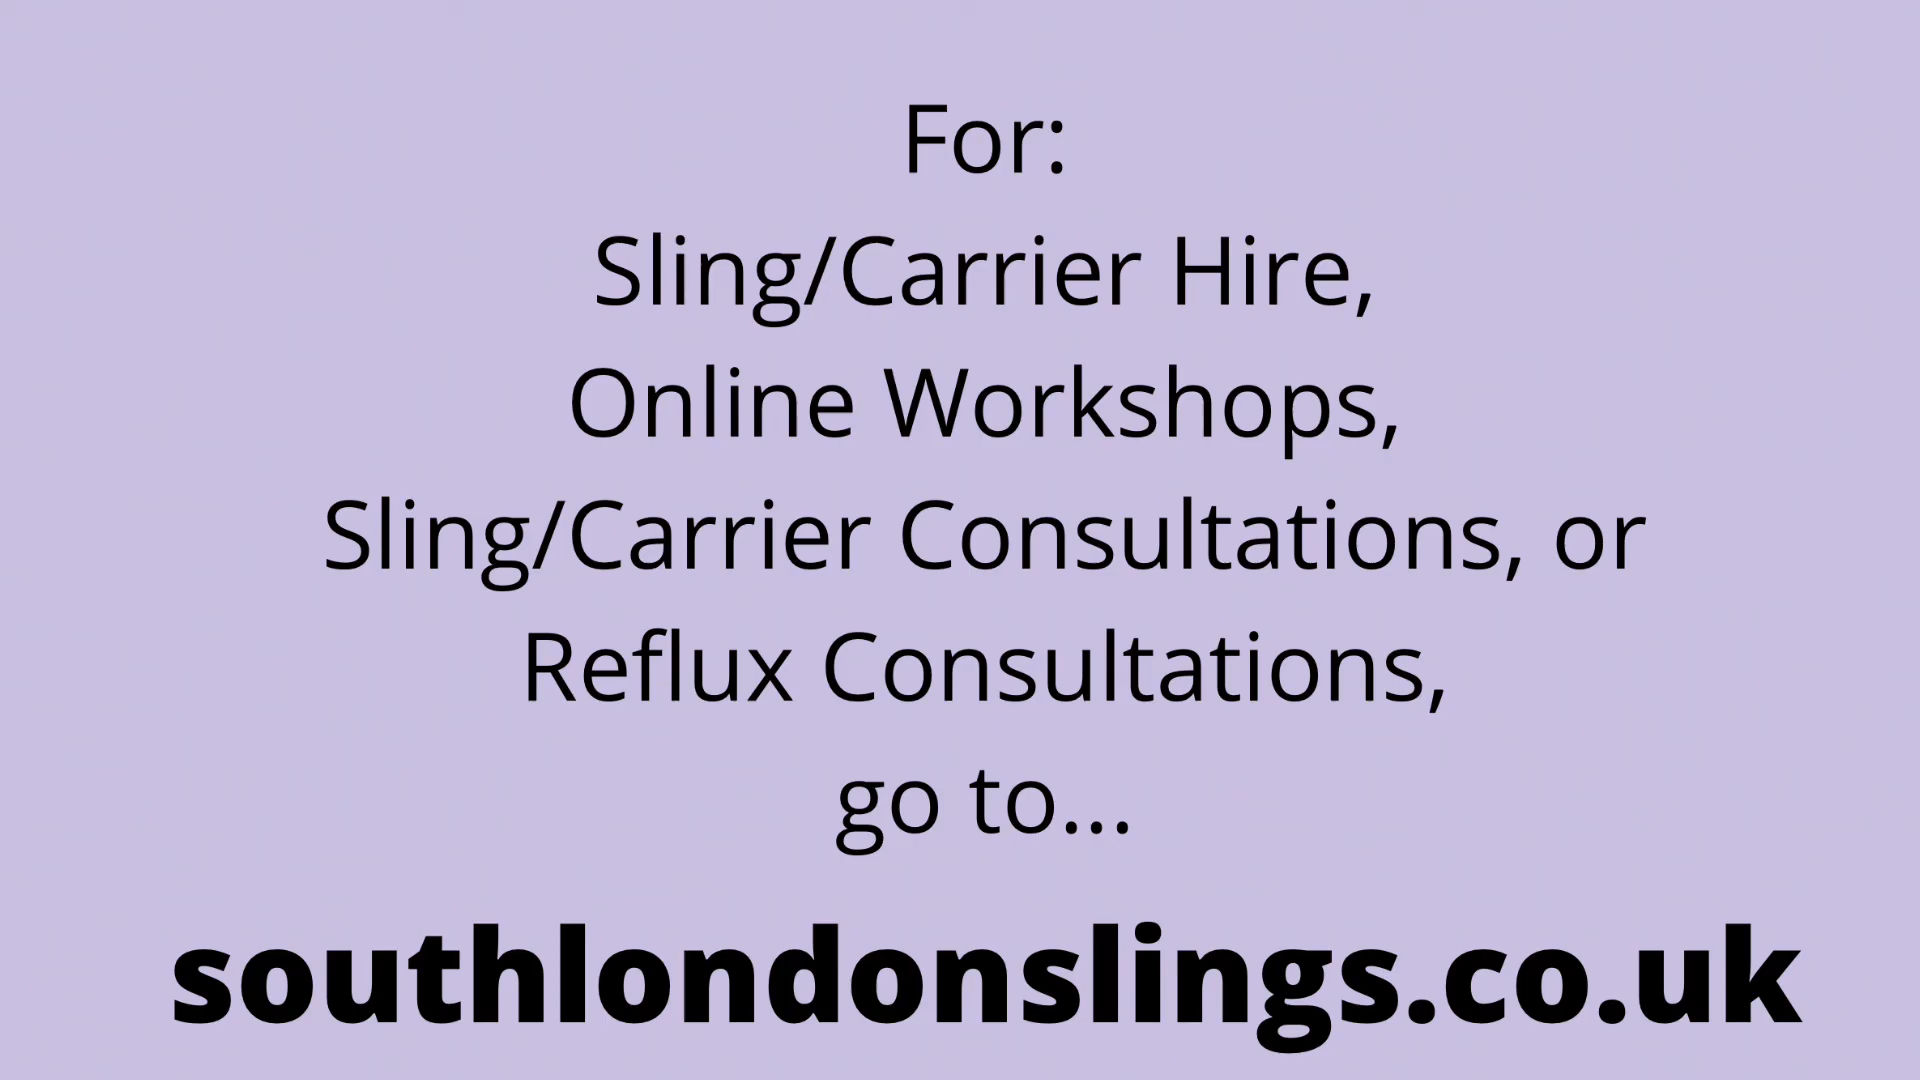 For:
Sling/Carrier Hire,
Online Workshops,
Sling/Carrier Consultations, or
Reflux Consultations,
go to...
southlondonslings.co.uk